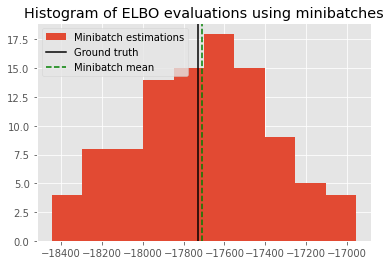 Histogram of ELBO evaluations using minibatches
Minibatch estimations
Ground truth
Minibatch mean
17.5
15.0
12.5
10.0
7.5
5.0
2.5
0.0
−18400 −18200 −18000 −17800 −17600 −17400 −17200 −17000